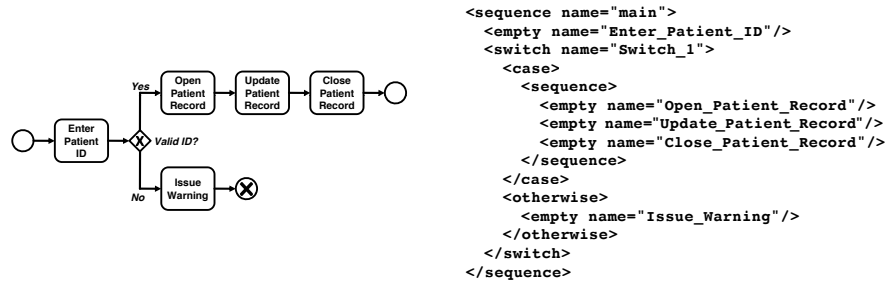 Enter
Patient
ID
Valid ID?
Yes
Open
Patient
Record
Update
Patient
Record
Close
Patient
Record
No
Issue
Warning
<sequence name="main">
<empty name="Enter_Patient_ID"/>
<switch name="Switch_1">
<case>
<sequence>
<empty name="Open_Patient_Record"/>
<empty name="Update_Patient_Record"/>
<empty name="Close_Patient_Record"/>
</sequence>
</case>
<otherwise>
<empty name="Issue_Warning"/>
</otherwise>
</switch>
</sequence>